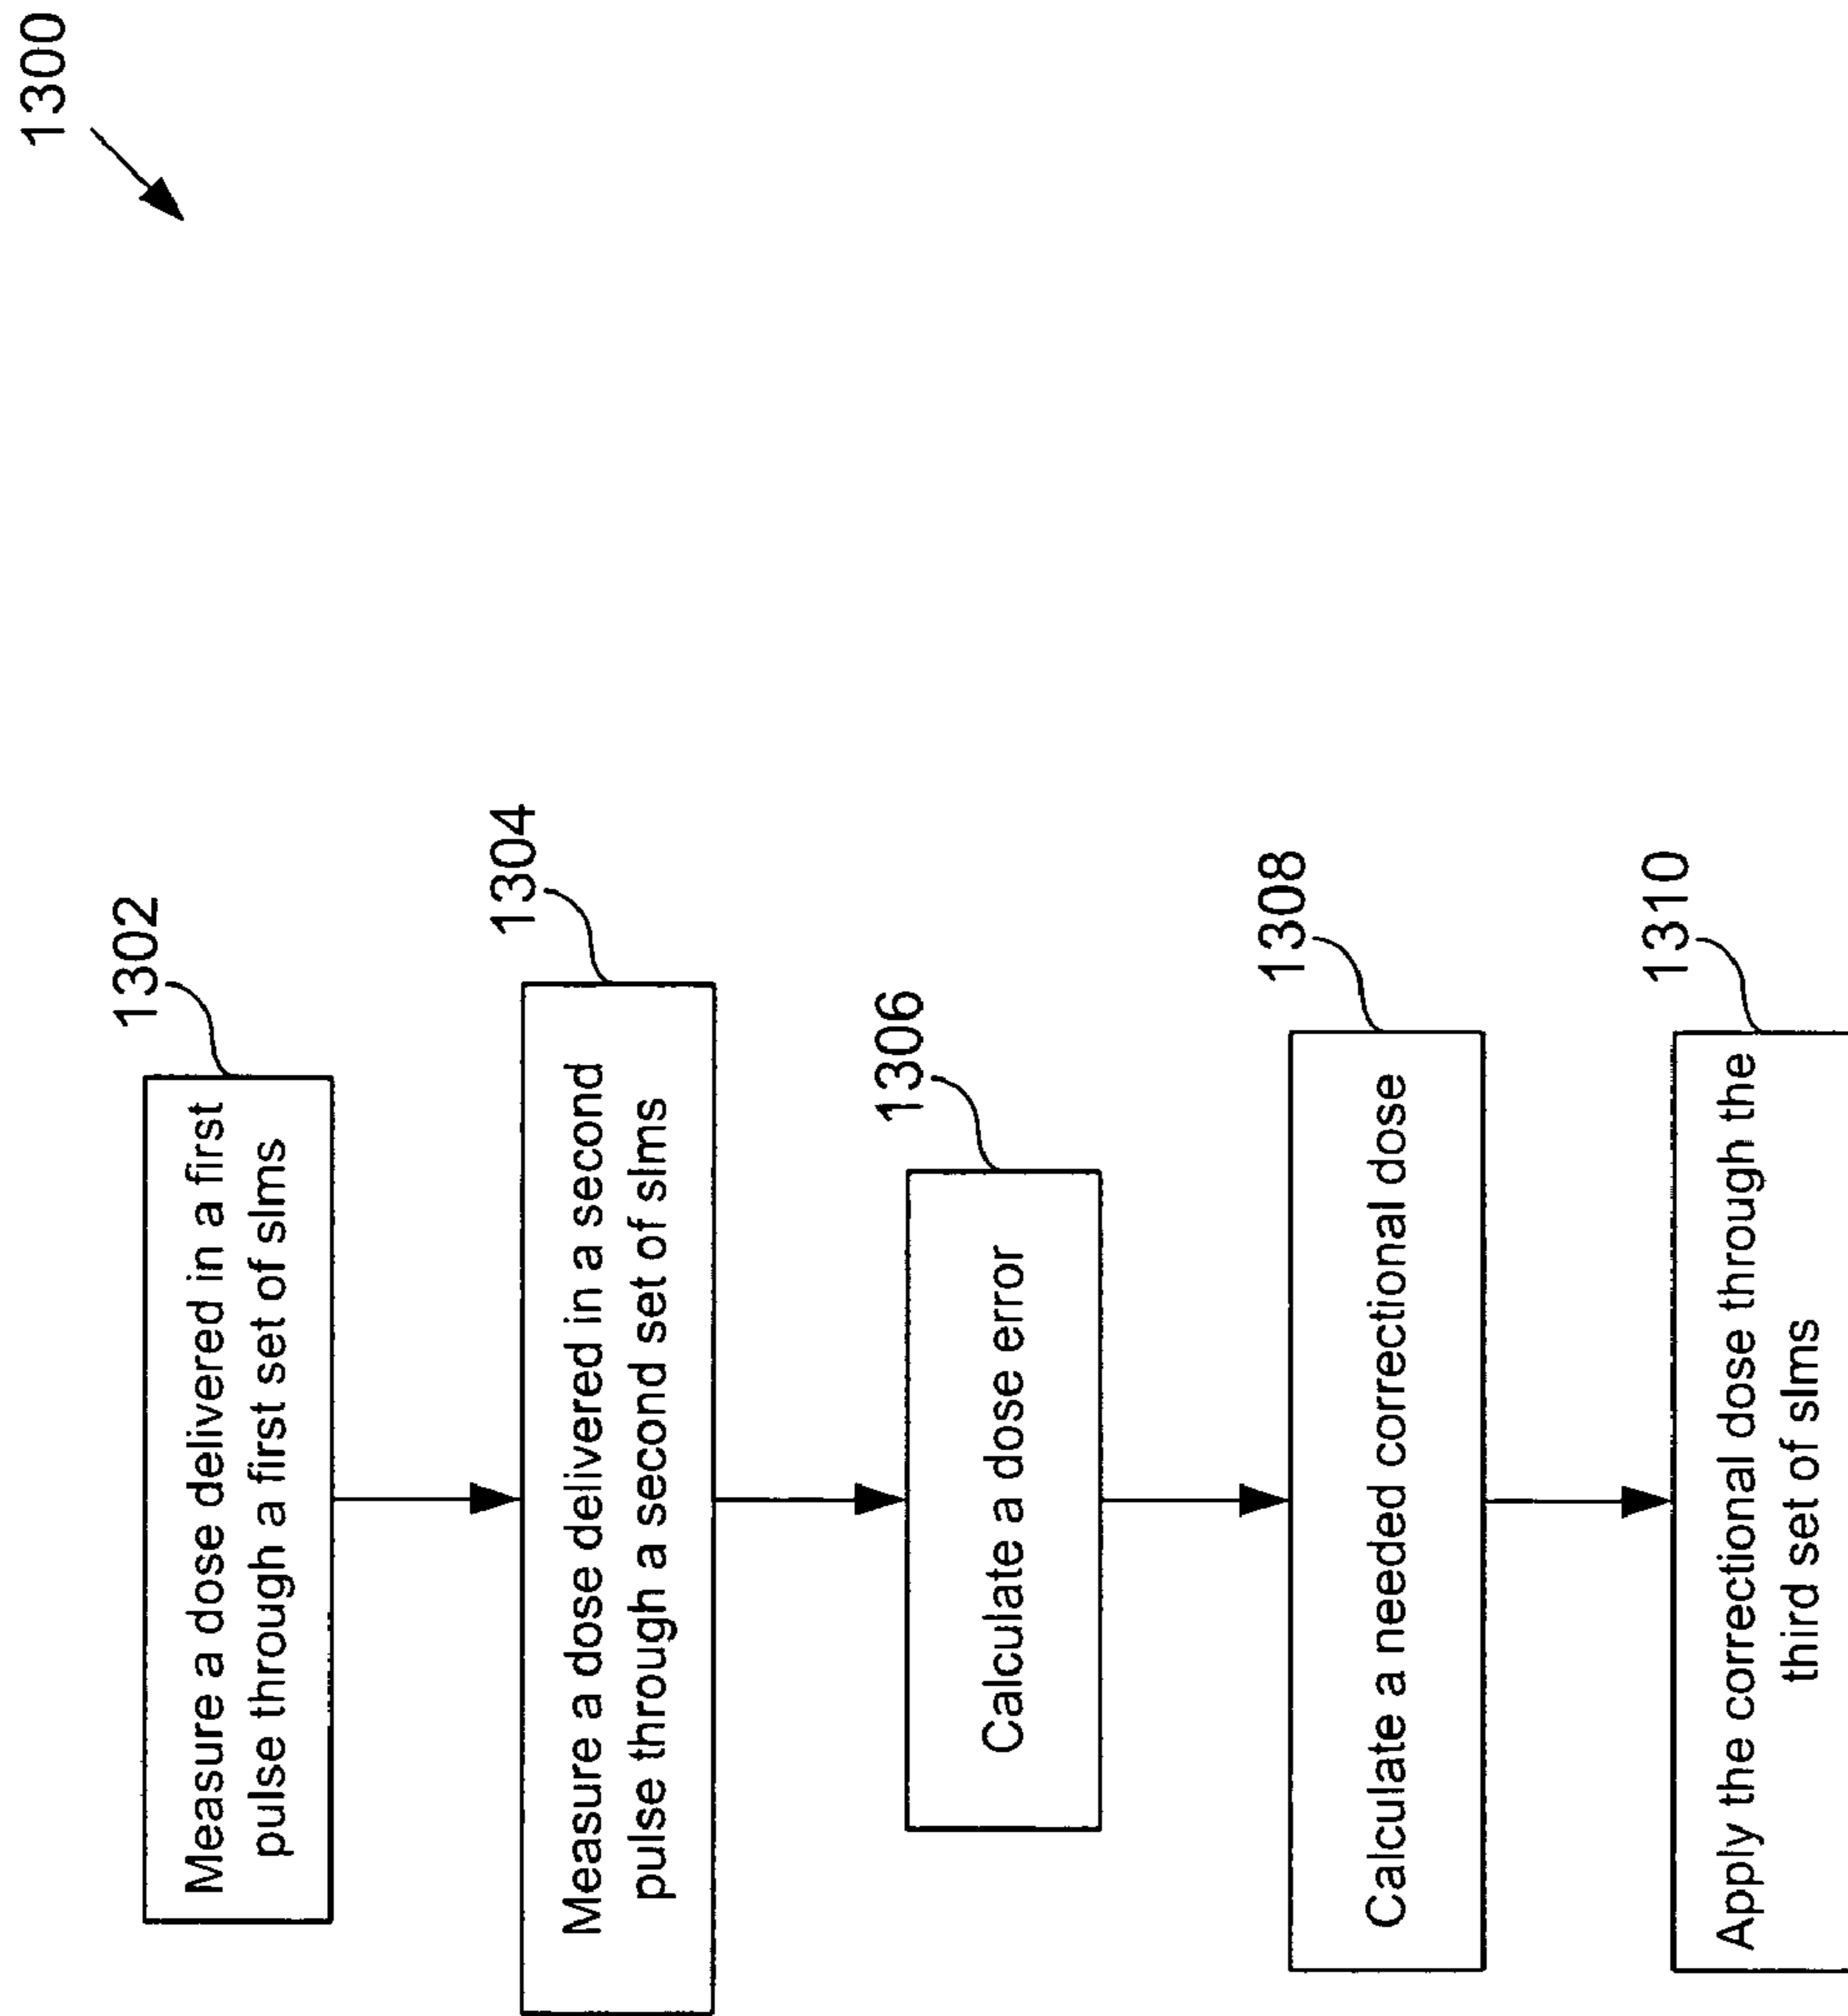 1300
1302
Measure a dose delivered in a first
pulse through a first set of slms
1304
Measure a dose delivered in a second
pulse through a second set of slms
1306
Calculate a dose error
1308
Calculate a needed correctional dose
1310
Apply the correctional dose through the
third set of slms